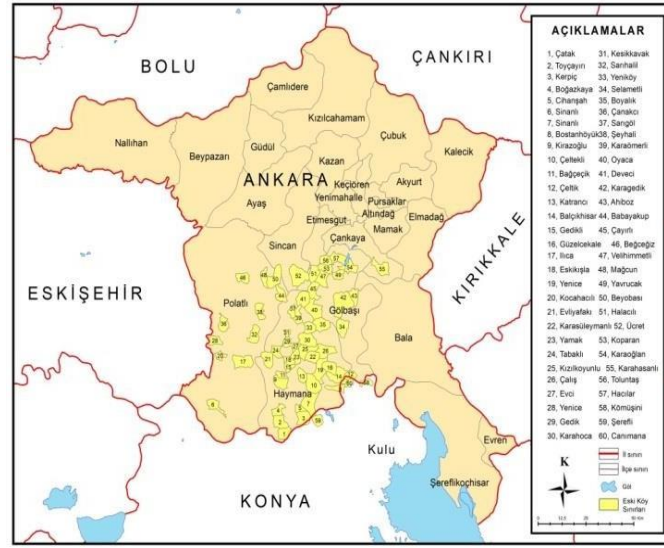 BOLU
ÇANKIRI
Çamlıdere
Kızılcahamam
Nallıhan
Beypazarı
Güdül
Çubuk
Kalecik
Kazan
ANKARA
Keçiören
Akyurt
Yenimahalle
Pursaklar
Ayaş
Altındağ
Etimesgut
Elmadağ
Mamak
Çankaya
Sincan
KIRIKKALE
ESKİŞEHİR
Polatlı
Gölbaşı
Bala
Haymana
Kulu
Evren
Şereflikoçhisar
KONYA
AÇIKLAMALAR
1, Çatak 31, Kesikkavak
2, Toyçayırı 32, Sarıhalil
3, Kerpiç 33, Yeniköy
4, Boğazkaya 34, Selametli
5, Cihanşah 35, Boyalık
6, Sinanlı 36, Çanakcı
7, Sinanlı 37, Sarıgöl
8, Bostanhöyük 38, Şeyhali
9, Kirazoğlu 39, Karaömerli
10, Çeltekli 40, Oyaca
11, Bağçeçik 41, Deveci
12, Çeltik 42, Karagedik
13, Katrancı 43, Ahiboz
14, Balçıkhisar 44, Babayakup
15, Gedikli 45, Çayırlı
16, Güzelcekale 46, Beğceğiz
17, Ilıca 47, Velihimmetli
18, Eskikışla 48, Mağcun
19, Yenice 49, Yavrucak
20, Kocahacılı 50, Beyobası
21, Evliyafakı 51, Halaclı
22, Karasüleymanlı 52, Ücret
23, Yamak 53, Koparan
24, Tabaklı 54, Karaoğlan
25, Kızılkoyunlu 55, Karahasanlı
26, Çalış 56, Toluntaş
27, Evci 57, Hacılar
28, Yenice 58, Kömüşini
29, Gedik 59, Şerefli
30, Karahoca 60, Canımana
K
İl sınırı
İlçe sınırı
Göl
Eski Köy
Sınırları